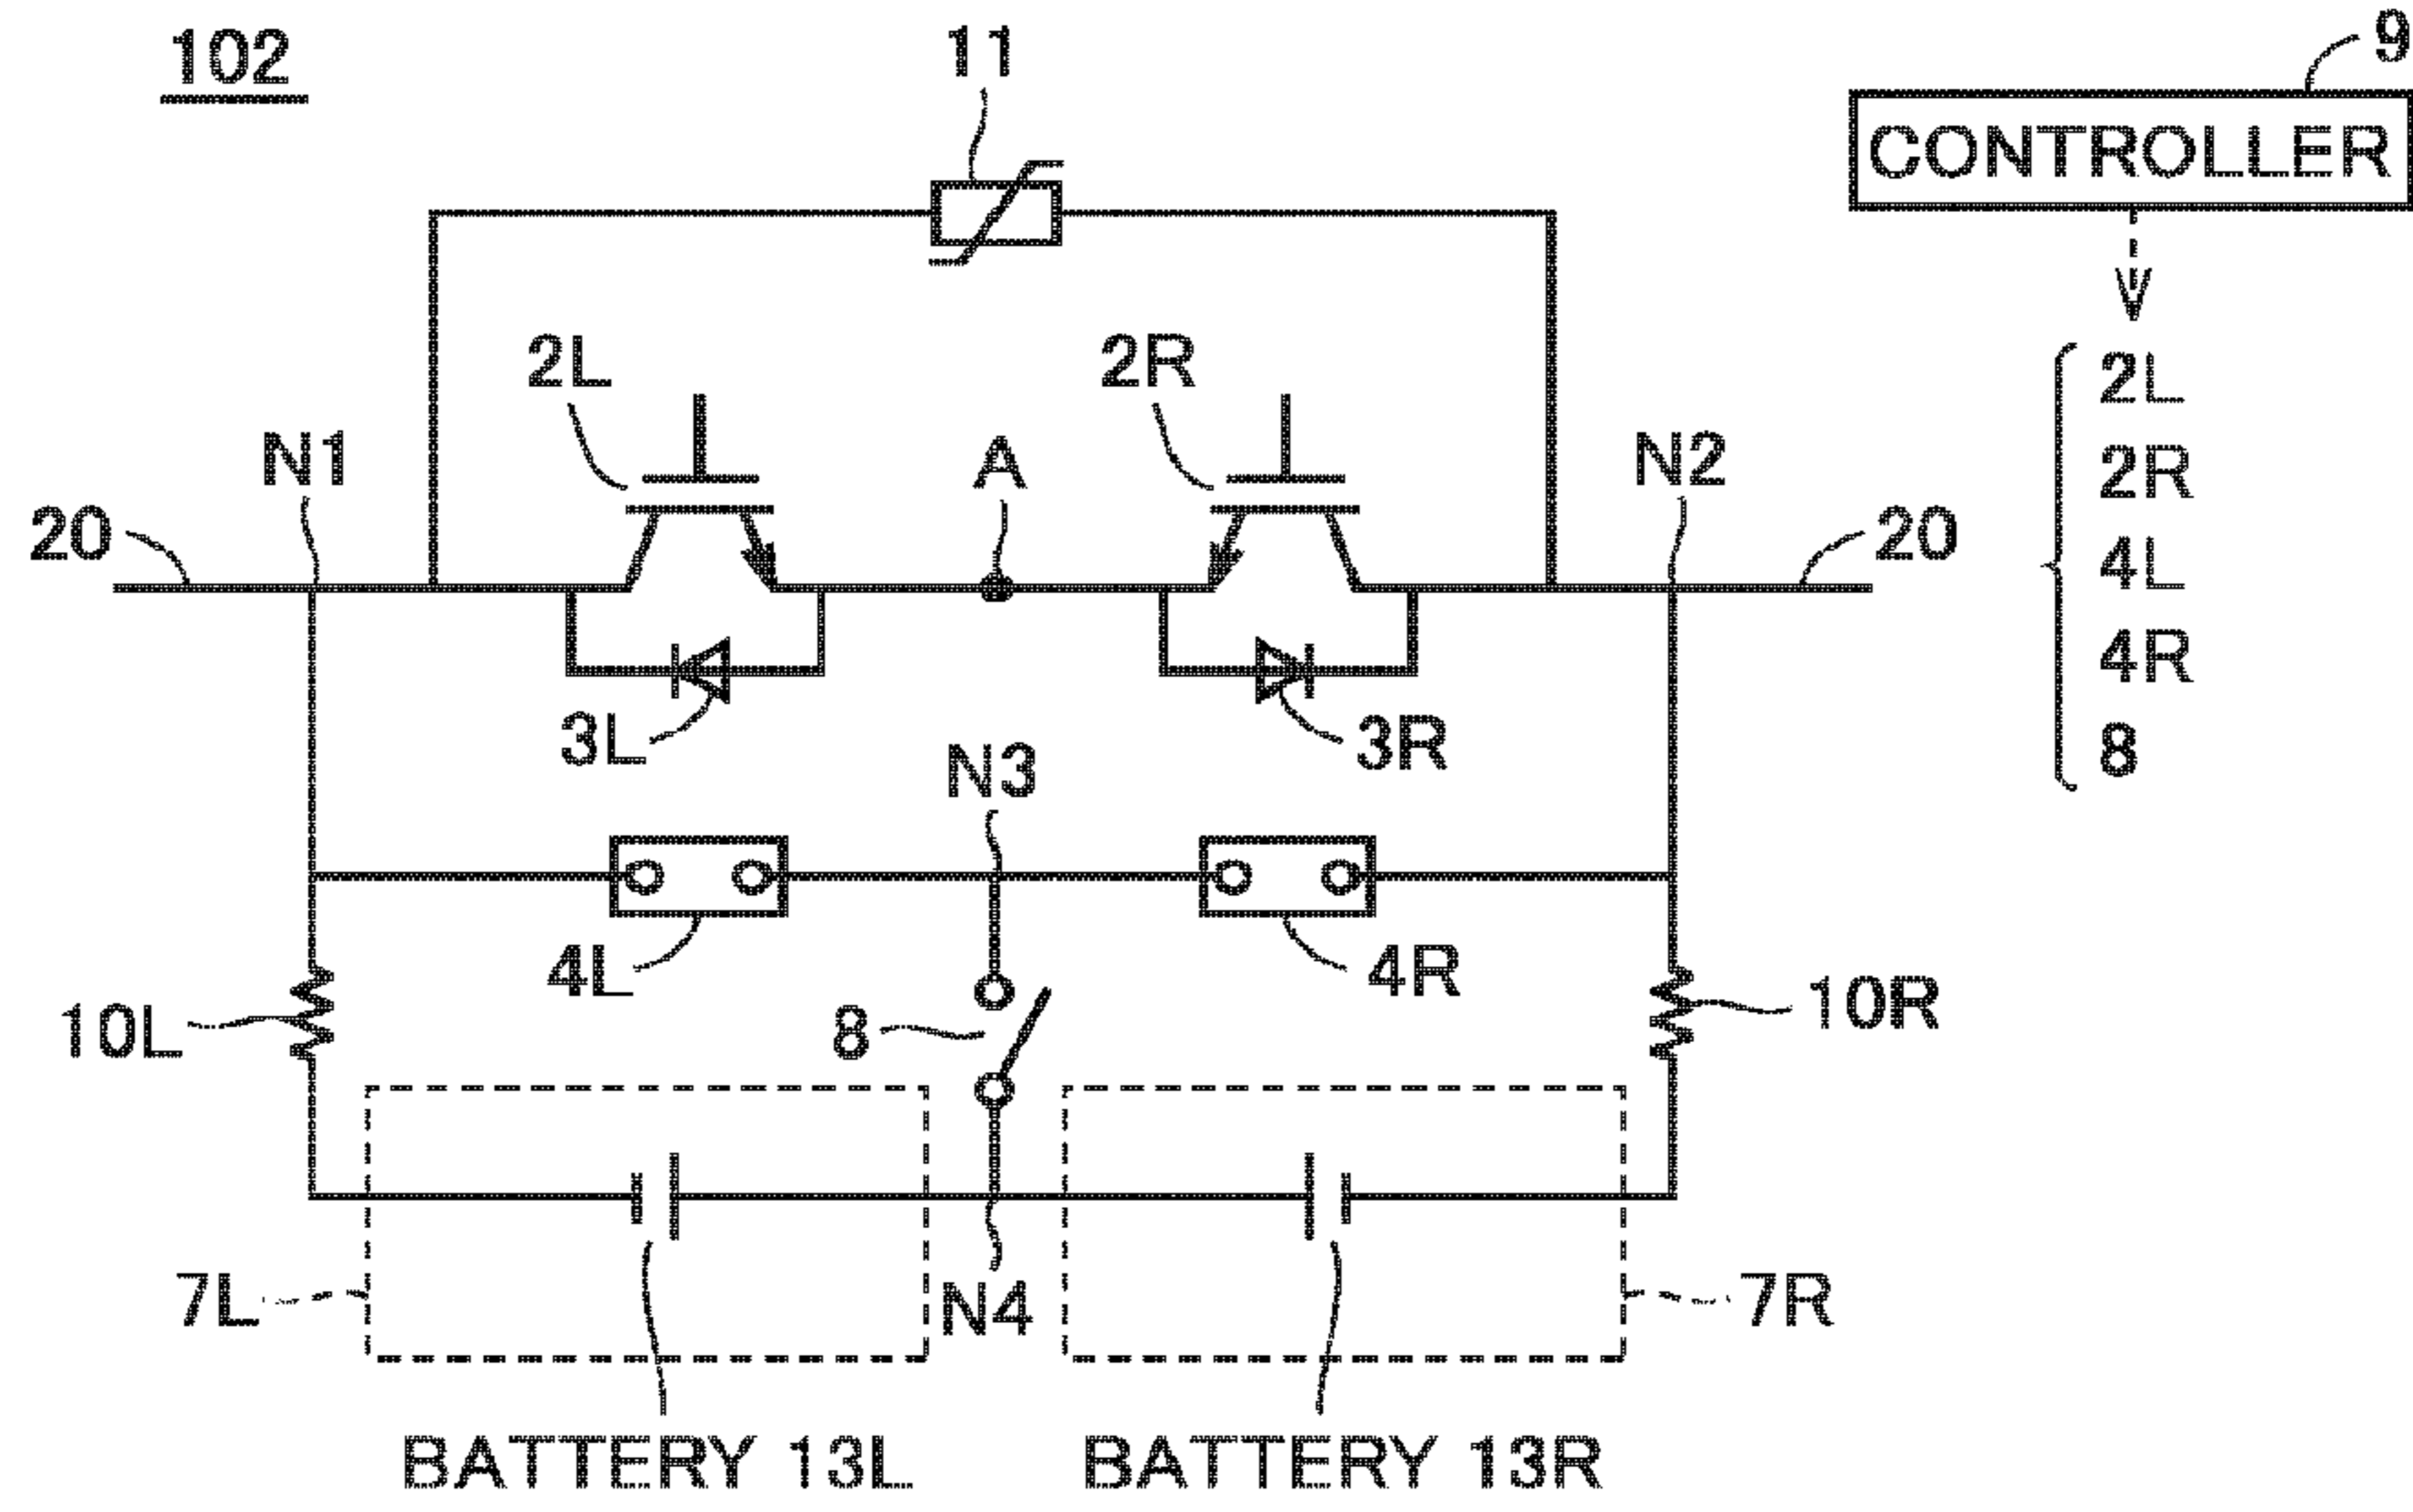 102
11
9
CONTROLLER
2L
2R
2L
N1
A
N2
2R
20
20
4L
3L
N3
3R
4R
8
4L
4R
10L
8
10R
7L
N4
7R
BATTERY 13L
BATTERY 13R